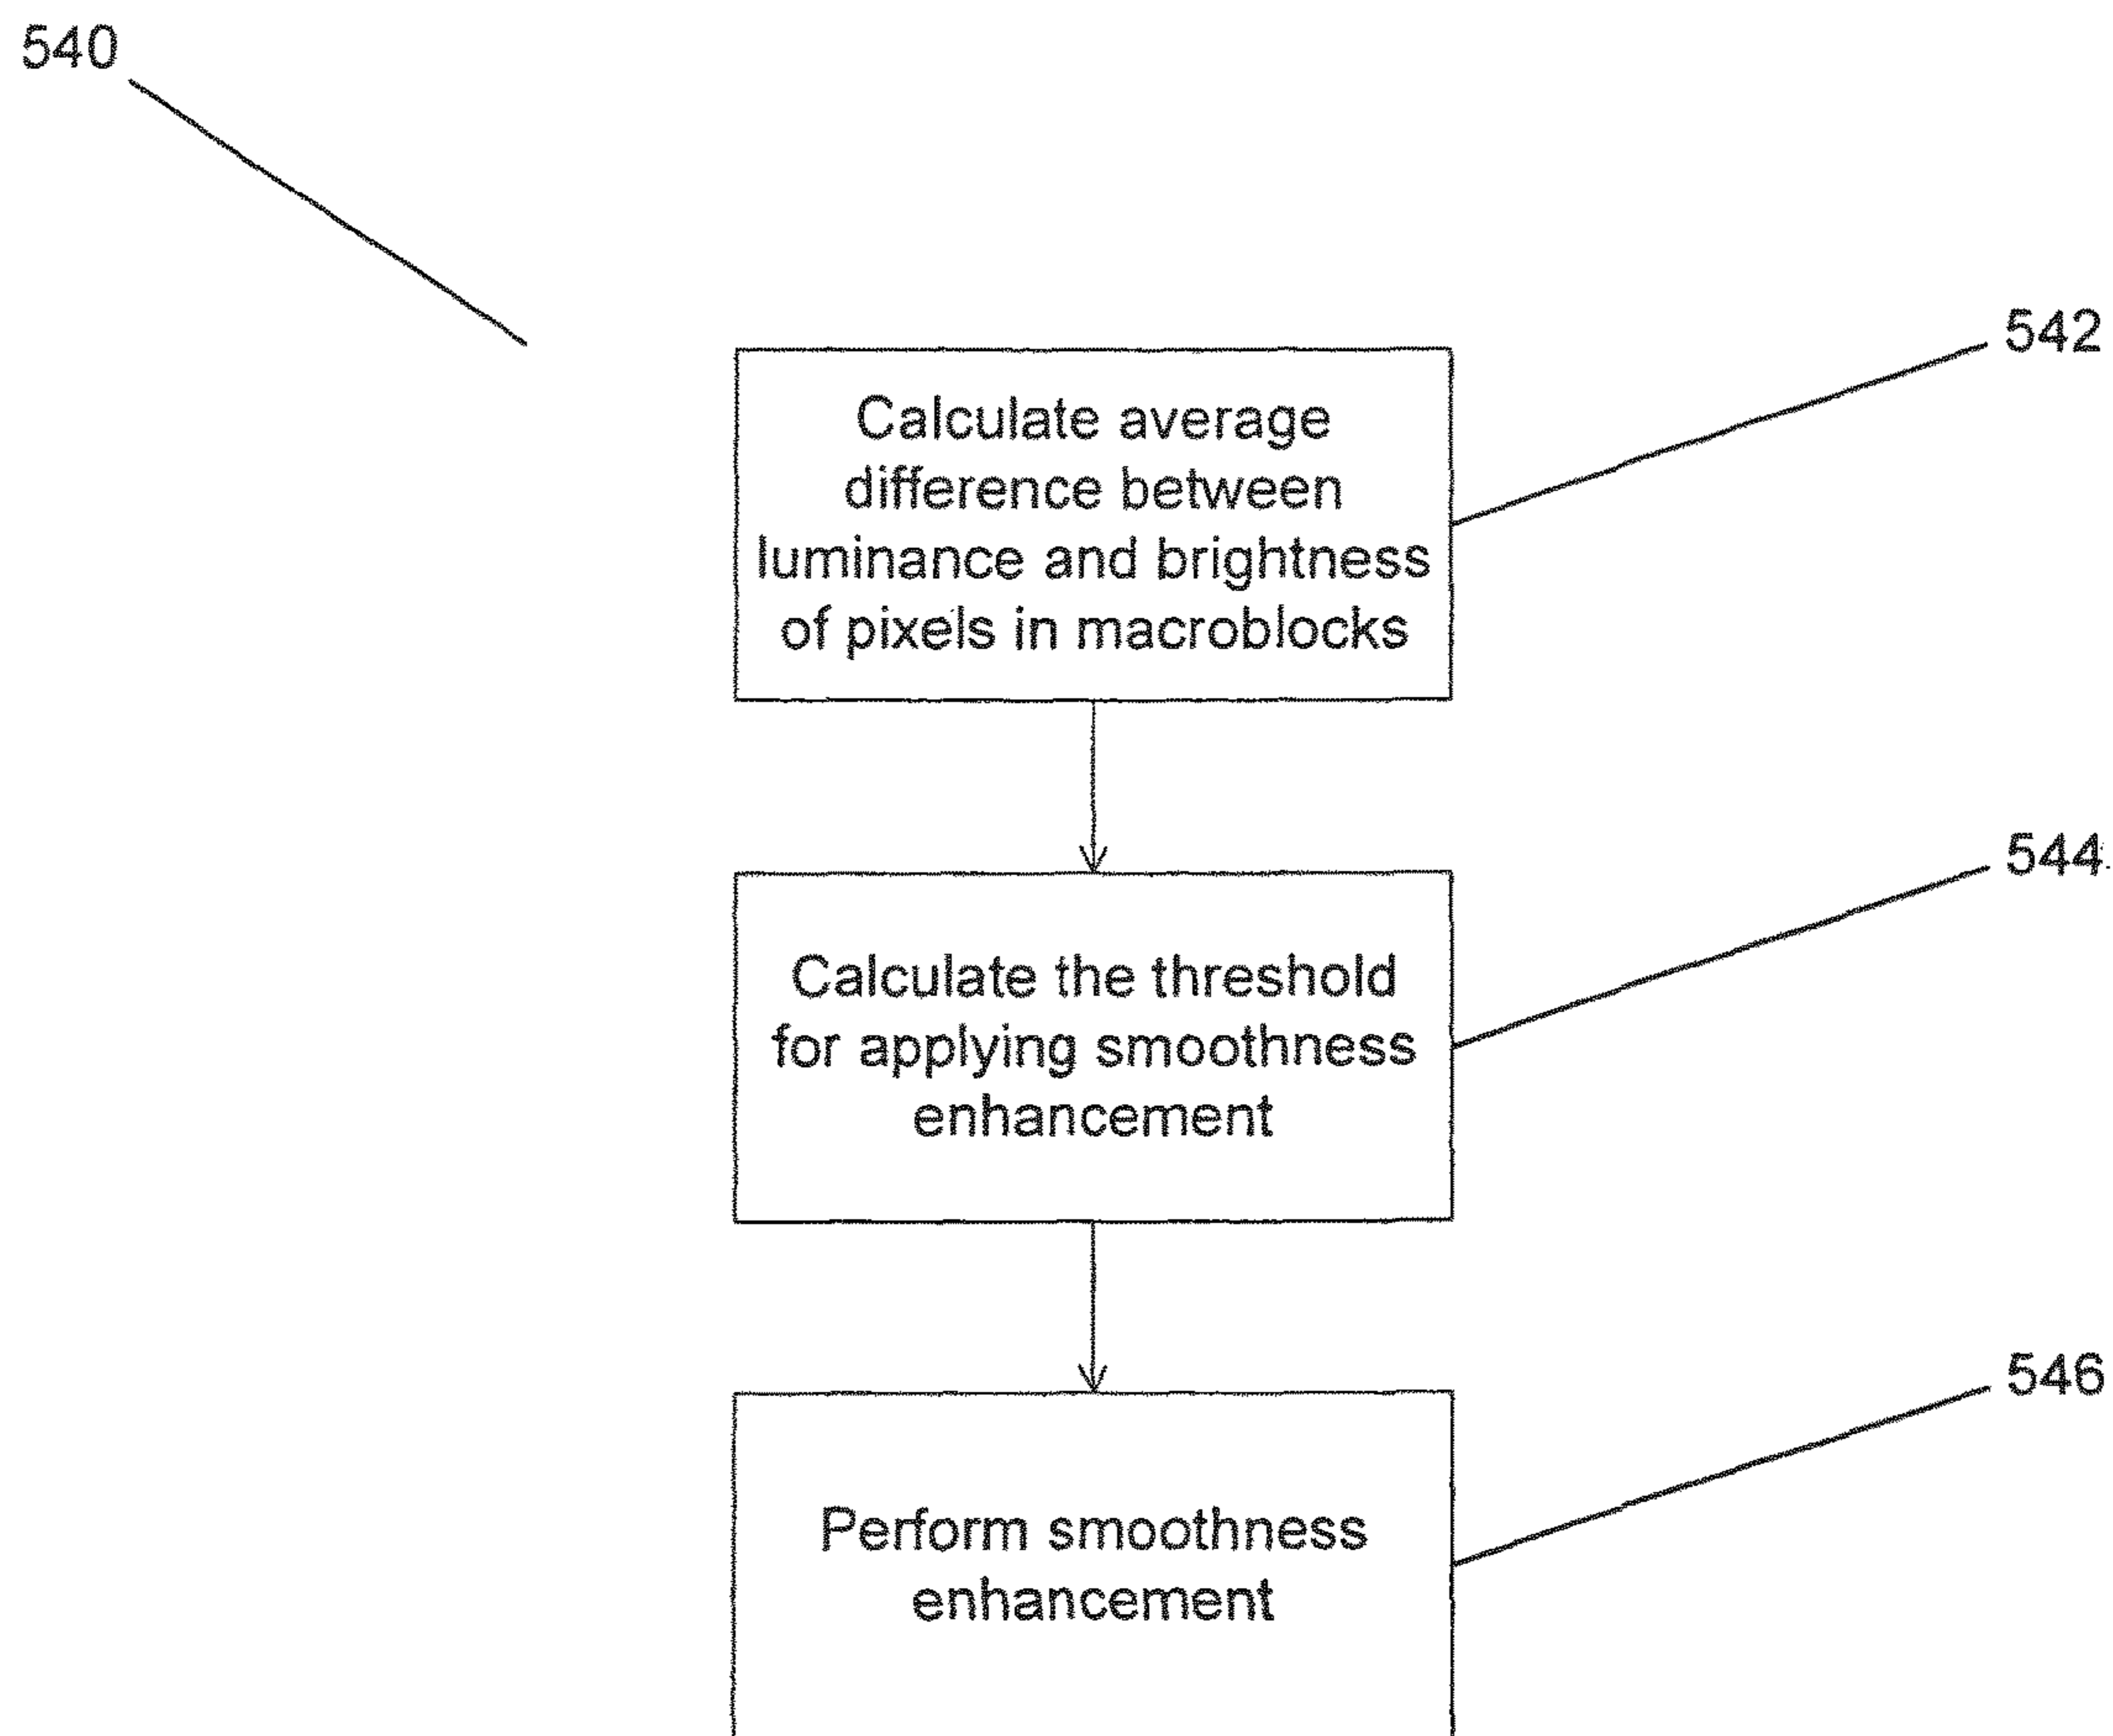 540
542
Calculate average
difference between
luminance and brightness
of pixels in macroblocks
544
Calculate the threshold
for applying smoothness
enhancement
546
Perform smoothness
enhancement